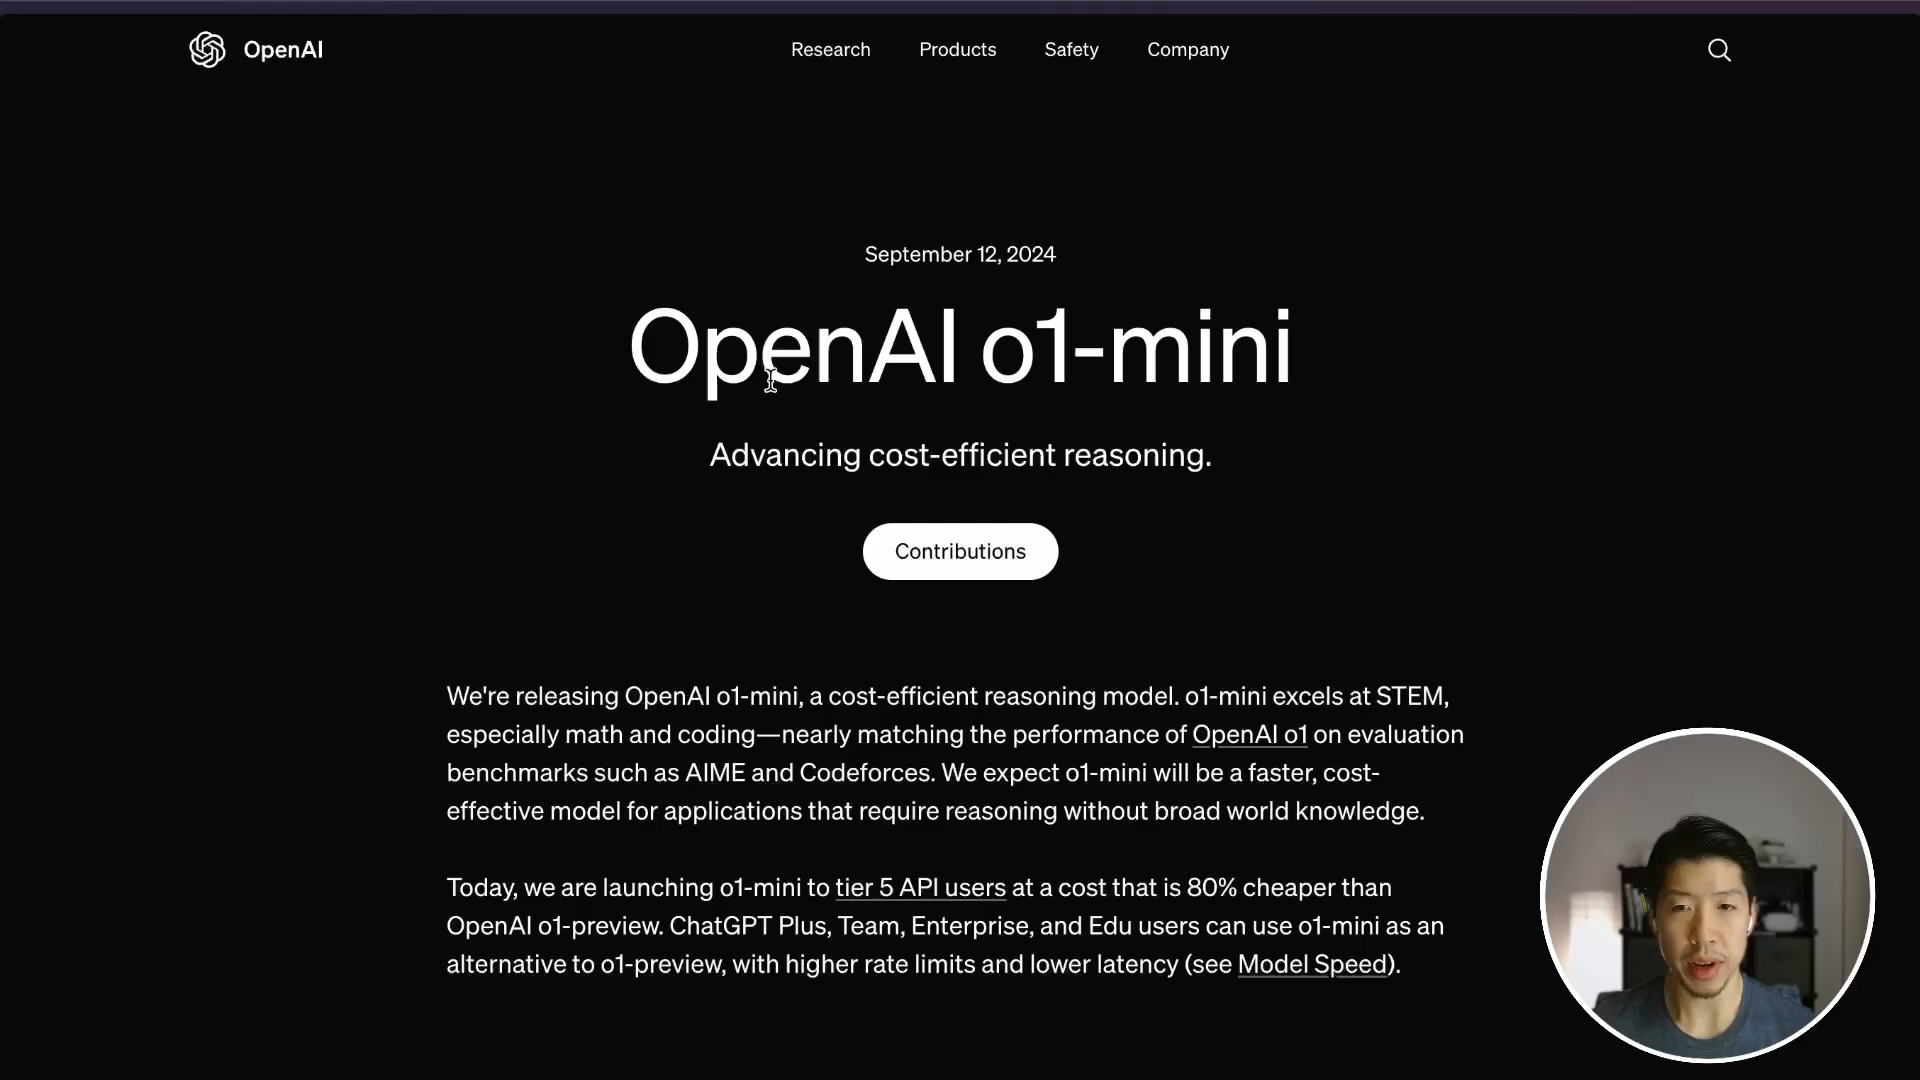 OpenAI
Research Products Safety Company
September 12, 2024
OpenAI o1-mini
Advancing cost-efficient reasoning.
Contributions
We're releasing OpenAI o1-mini, a cost-efficient reasoning model. o1-mini excels at STEM,
especially math and coding—nearly matching the performance of OpenAI o1 on evaluation
benchmarks such as AIME and Codeforces. We expect o1-mini will be a faster, cost-
effective model for applications that require reasoning without broad world knowledge.
Today, we are launching o1-mini to tier 5 API users at a cost that is 80% cheaper than
OpenAI o1-preview. ChatGPT Plus, Team, Enterprise, and Edu users can use o1-mini as an
alternative to o1-preview, with higher rate limits and lower latency (see Model Speed).